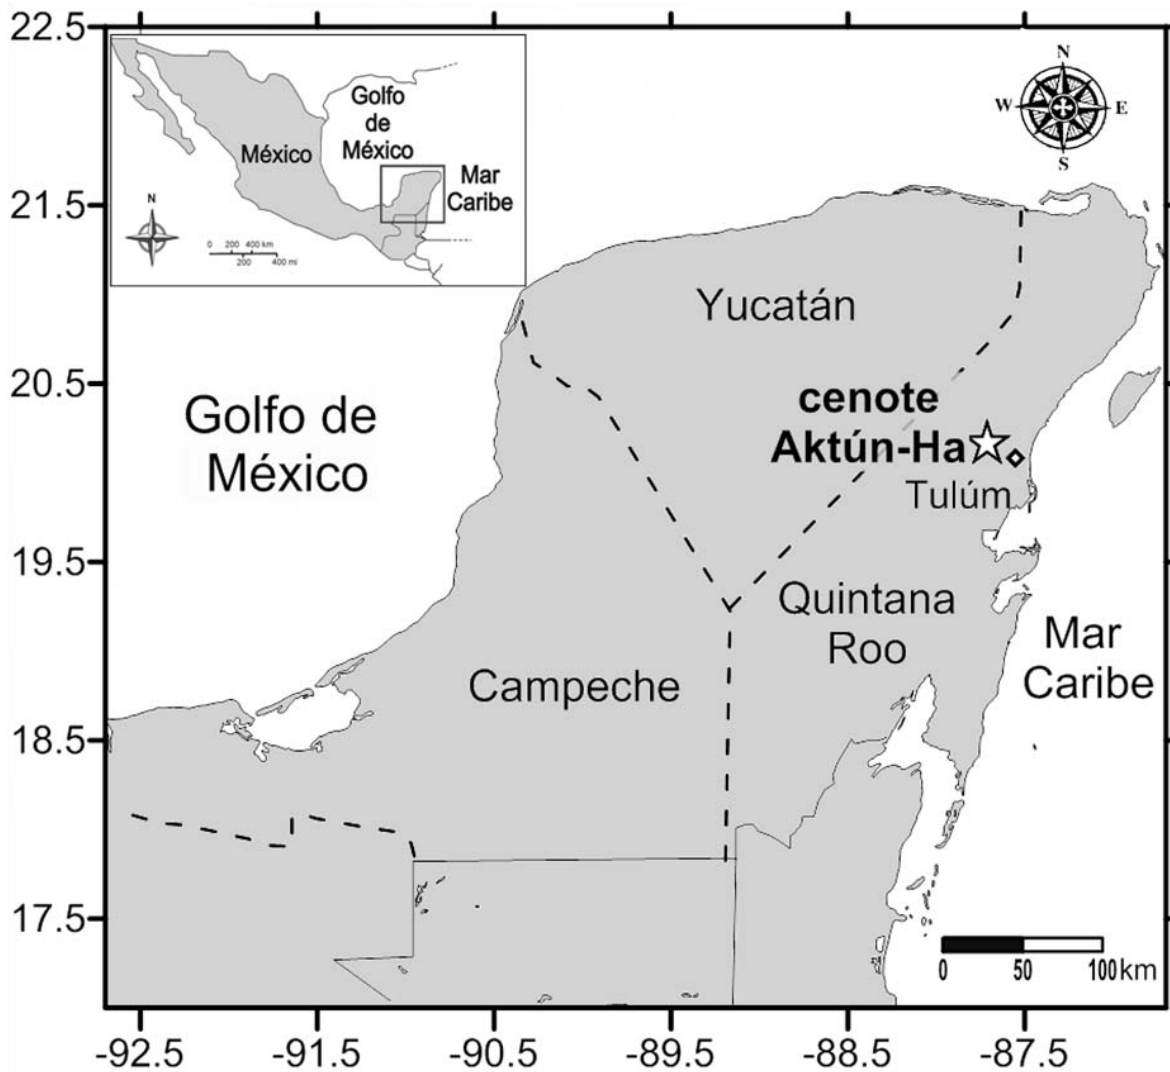 22.5
21.5
20.5
19.5
18.5
17.5
-92.5
-91.5
-90.5
-89.5
-88.5
-87.5
Golfo
de
México
México
Mar
Caribe
N
0 200 400 km
200 400 mi
N
W E
S
Yucatán
Golfo de
México
cenote
Aktún-Ha
Tulúm
Quintana
Roo
Campeche
Mar
Caribe
0 50 100 km